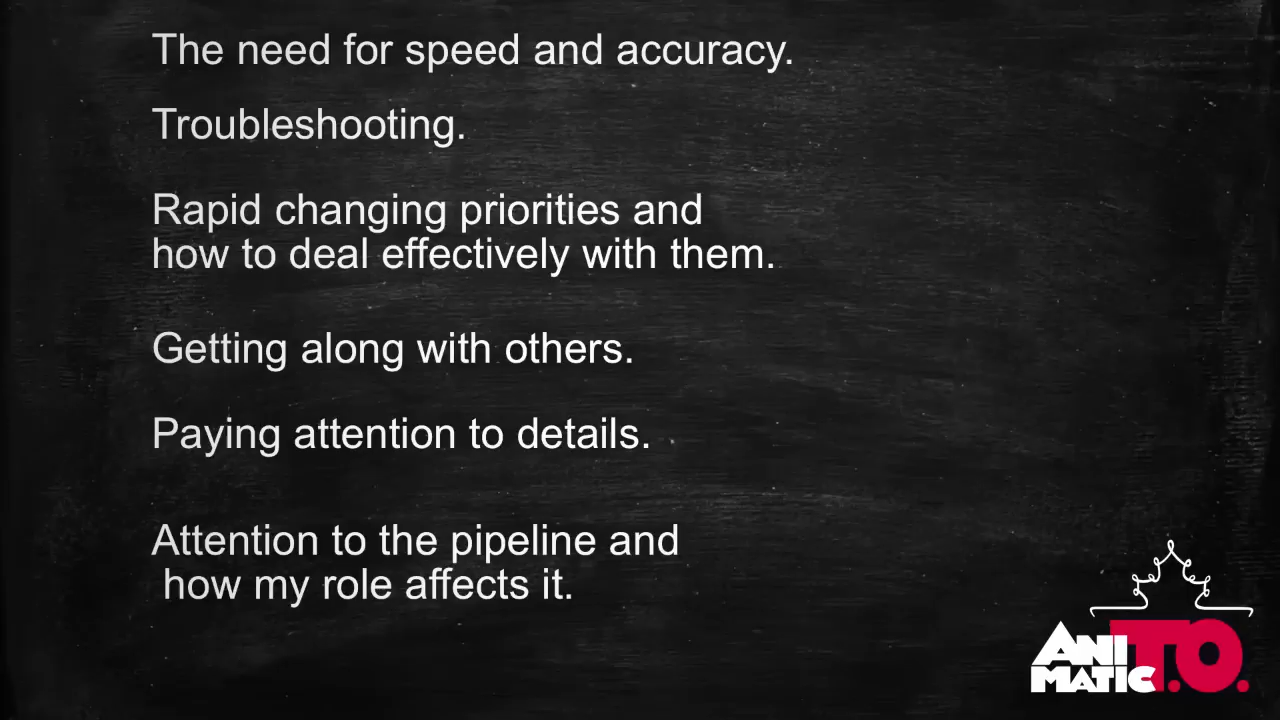 The need for speed and accuracy.
Troubleshooting.
Rapid changing priorities and
how to deal effectively with them.
Getting along with others.
Paying attention to details.
Attention to the pipeline and
how my role affects it.
ANI T.O.
MATIC